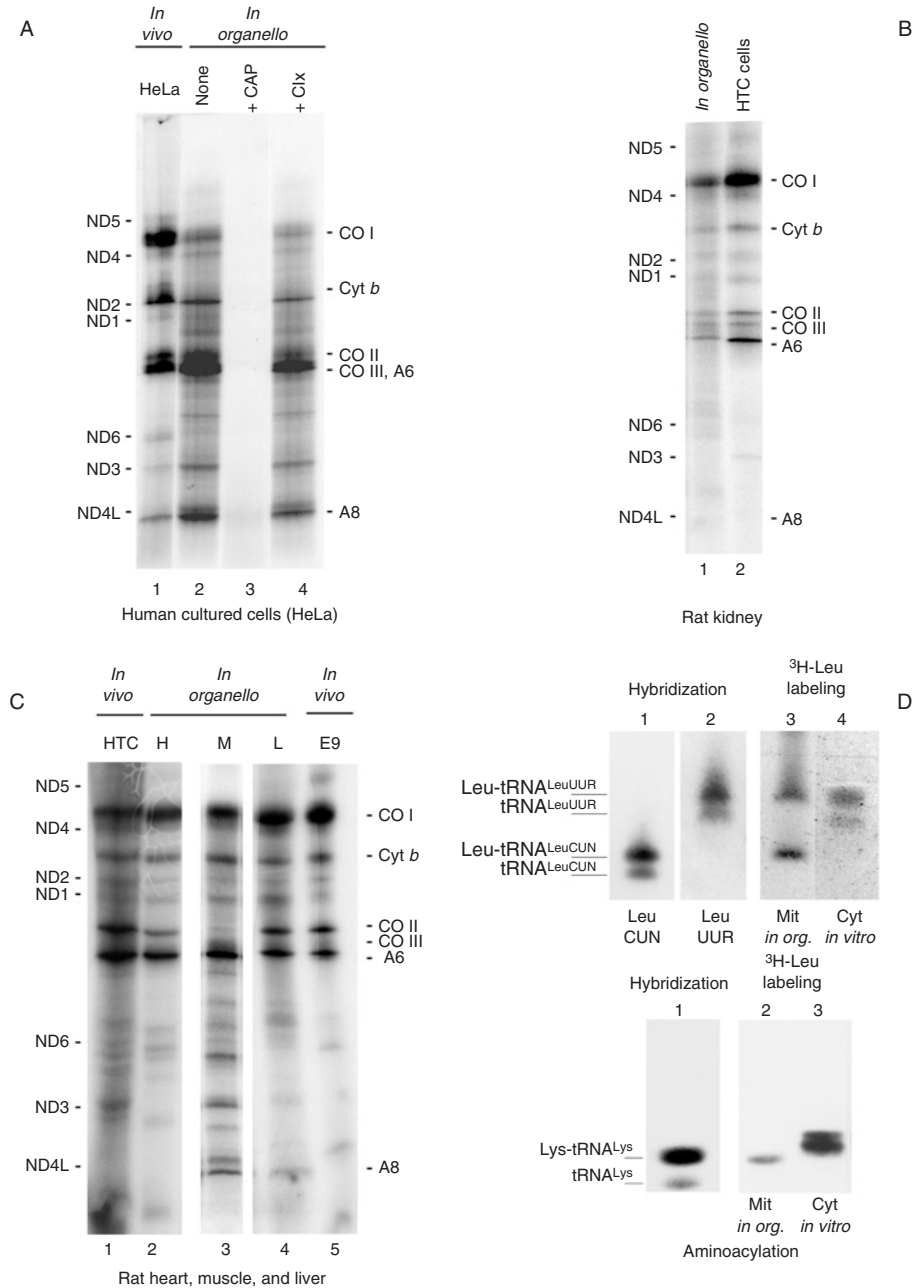 A
In vivo
In organello
HeLa
None
+ CAP
+ Clx
ND5
ND4
ND2
ND1
ND6
ND3
ND4L
CO I
Cyt b
CO II
CO III, A6
A8
1 2 3 4
Human cultured cells (HeLa)
B
In organello
HTC cells
ND5
ND4
ND2
ND1
ND6
ND3
ND4L
CO I
Cyt b
CO II
CO III
A6
A8
1 2
Rat kidney
C
In vivo
In organello
In vivo
HTC H M L E9
ND5
ND4
ND2
ND1
ND6
ND3
ND4L
CO I
Cyt b
CO II
CO III
A6
A8
1 2 3 4 5
Rat heart, muscle, and liver
D
Hybridization
3H-Leu labeling
1 2 3 4
Leu-tRNALeuUUR
tRNALeuUUR
Leu-tRNALeuCUN
tRNALeuCUN
Leu CUN
Leu UUR
Mit in org.
Cyt in vitro
Hybridization
3H-Leu labeling
1 2 3
Lys-tRNALys
tRNALys
Mit in org.
Cyt in vitro
Aminoacylation